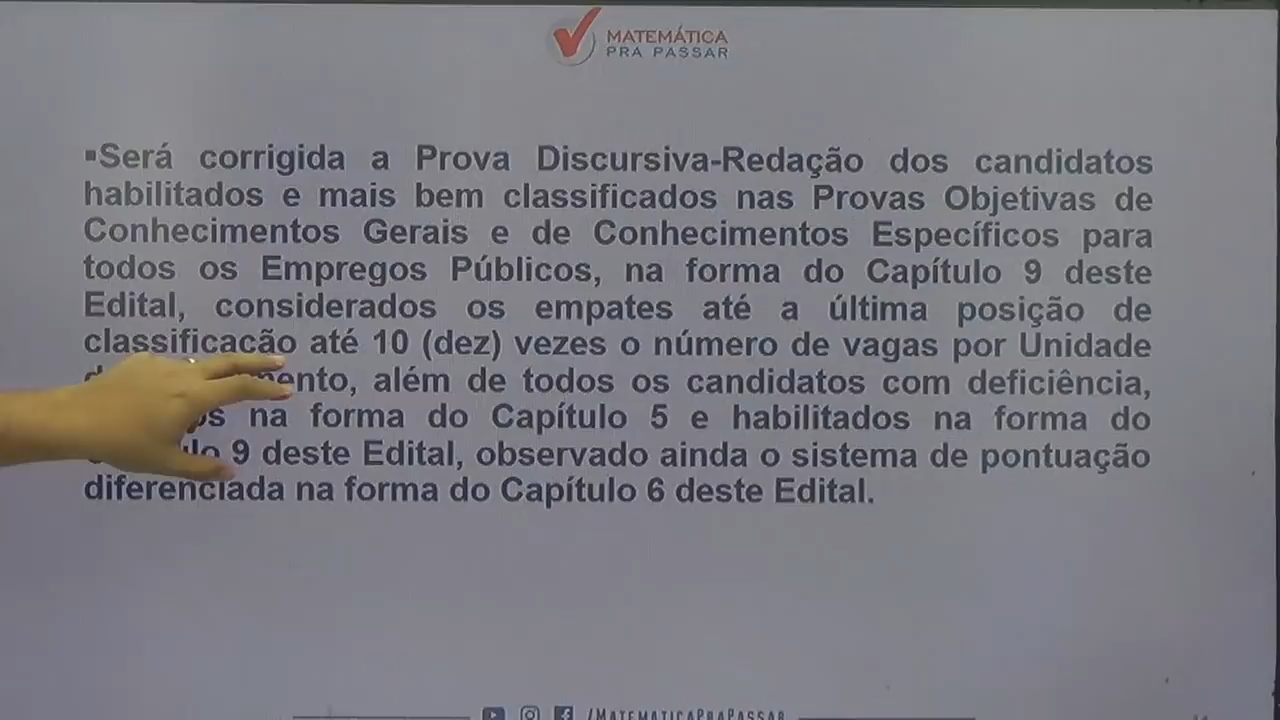 MATEMÁTICA
PRA PASSAR
▪Será corrigida a Prova Discursiva-Redação dos candidatos
habilitados e mais bem classificados nas Provas Objetivas de
Conhecimentos Gerais e de Conhecimentos Específicos para
todos os Empregos Públicos, na forma do Capítulo 9 deste
Edital, considerados os empates até a última posição de
classificação até 10 (dez) vezes o número de vagas por Unidade
além de todos os candidatos com deficiência,
na forma do Capítulo 5 e habilitados na forma do
9 deste Edital, observado ainda o sistema de pontuação
diferenciada na forma do Capítulo 6 deste Edital.
/MATEMATICAPRAPASSAR